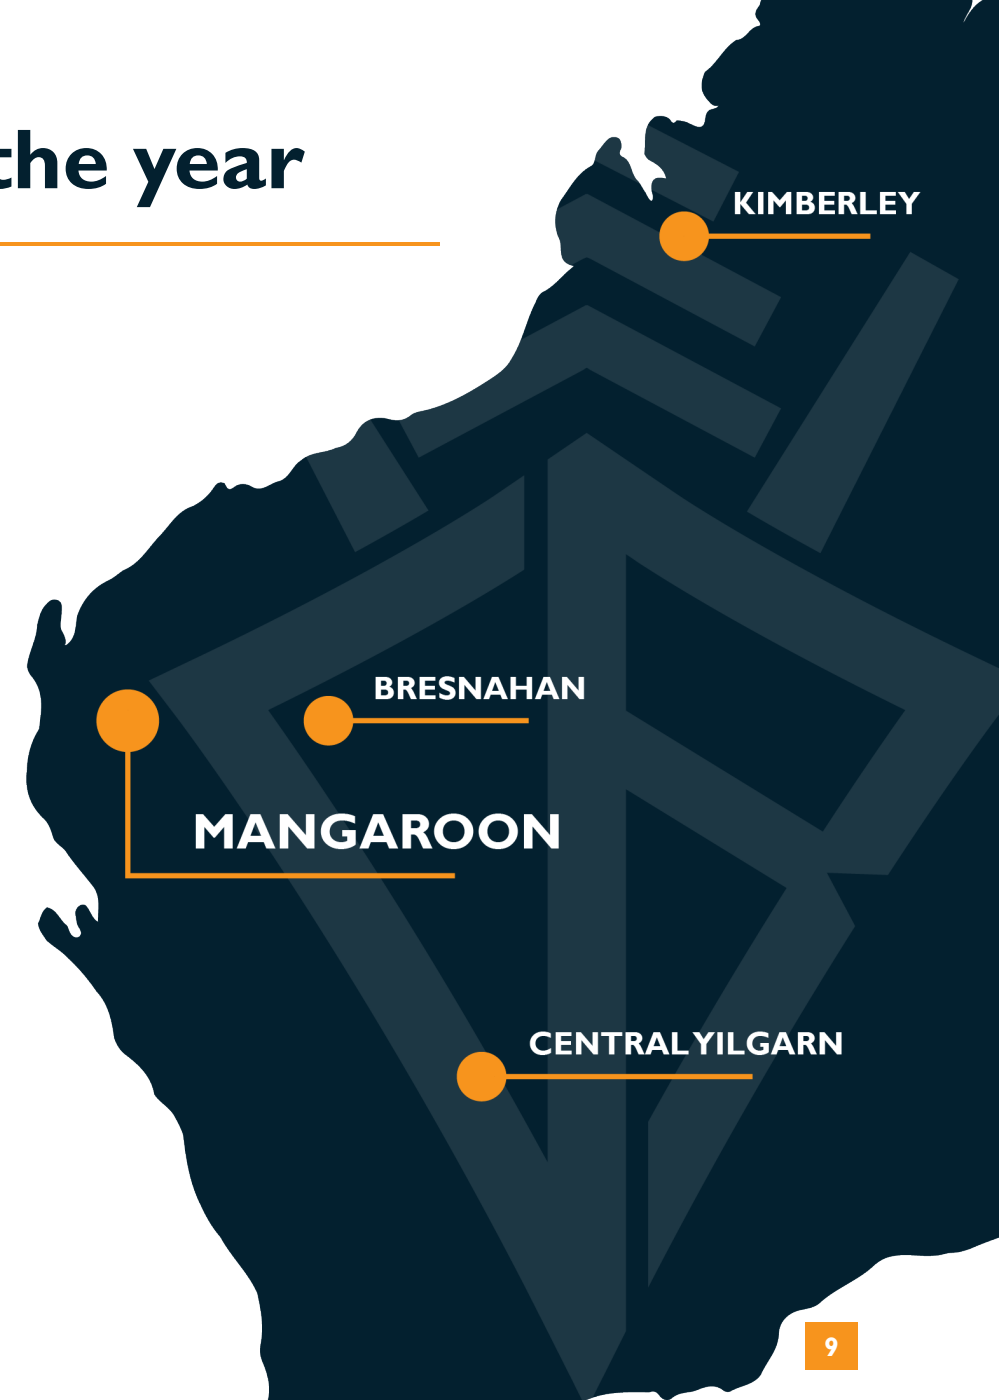 the year
KIMBERLEY
BRESNAHAN
MANGAROON
CENTRAL YILGARN
9